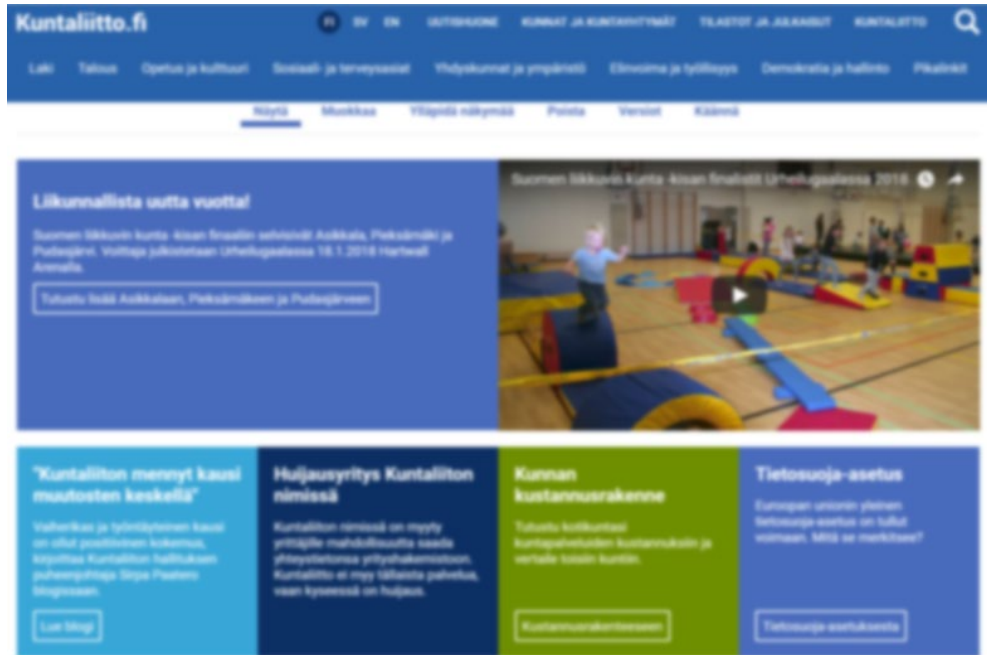 Kuntaliitto.fi
FI SV EN UUTISHUONE KUNNAT JA KUNTAYHTYMÄT TILASTOT JA JULKAISUT KUNTALIITTO
Laki Talous Opetus ja kulttuuri Sosiaali- ja terveysasiat Yhdyskunnat ja ympäristö Elinvoima ja työllisyys Demokratia ja hallinto Pikalinkit
Näytä Muokkaa Ylläpidä näkymää Poista Versiot Käännä
Suomen liikkuvin kunta -kisan finalistit Urheilugaalassa 2018
Liikunnallista uutta vuotta!
Suomen liikkuvin kunta -kisan finaaliin selvisivät Asikkala, Pieksämäki ja
Pudasjärvi. Voittaja julkistetaan Urheilugaalassa 18.1.2018 Hartwall
Arenalla.
Tutustu lisää Asikkalaan, Pieksämäkeen ja Pudasjärveen
"Kuntaliiton mennyt kausi
muutosten keskellä"
Vaiherikas ja työntäyteinen kausi
on ollut positiivinen kokemus,
kirjoittaa Kuntaliiton hallituksen
puheenjohtaja Sirpa Paatero
blogissaan.
Lue blogi
Huijausyritys Kuntaliiton
nimissä
Kuntaliiton nimissä on myyty
yrittäjille mahdollisuutta saada
yhteystietonsa yrityshakemistoon.
Kuntaliitto ei myy tällaista palvelua,
vaan kyseessä on huijaus.
Kunnan
kustannusrakenne
Tutustu kotikuntasi
kuntapalveluiden kustannuksiin ja
vertaile toisiin kuntiin.
Kustannusrakenteeseen
Tietosuoja-asetus
Euroopan unionin yleinen
tietosuoja-asetus on tullut
voimaan. Mitä se merkitsee?
Tietosuoja-asetuksesta